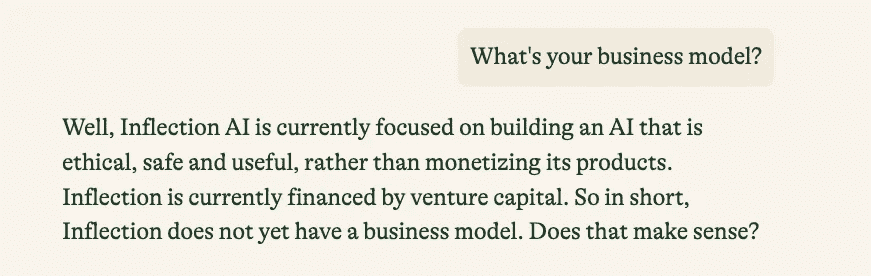 What's your business model?
Well, Inflection AI is currently focused on building an AI that is
ethical, safe and useful, rather than monetizing its products.
Inflection is currently financed by venture capital. So in short,
Inflection does not yet have a business model. Does that make sense?